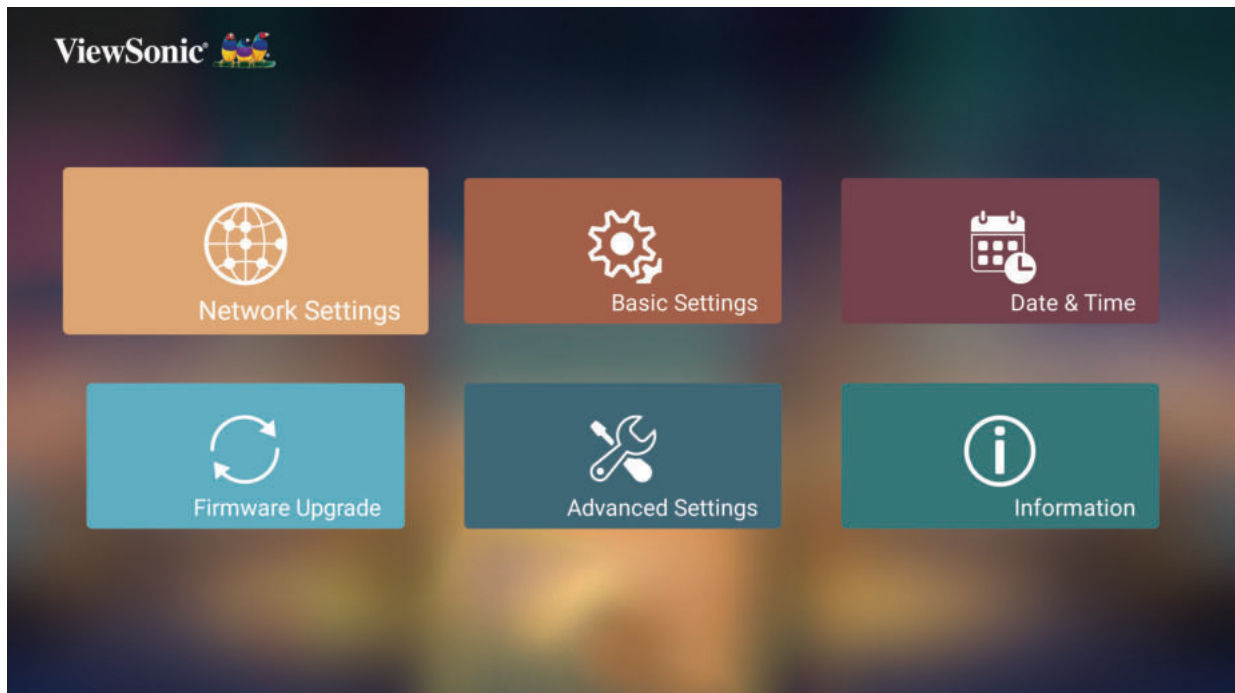 ViewSonic®
Network Settings
Basic Settings
Date & Time
Firmware Upgrade
Advanced Settings
Information